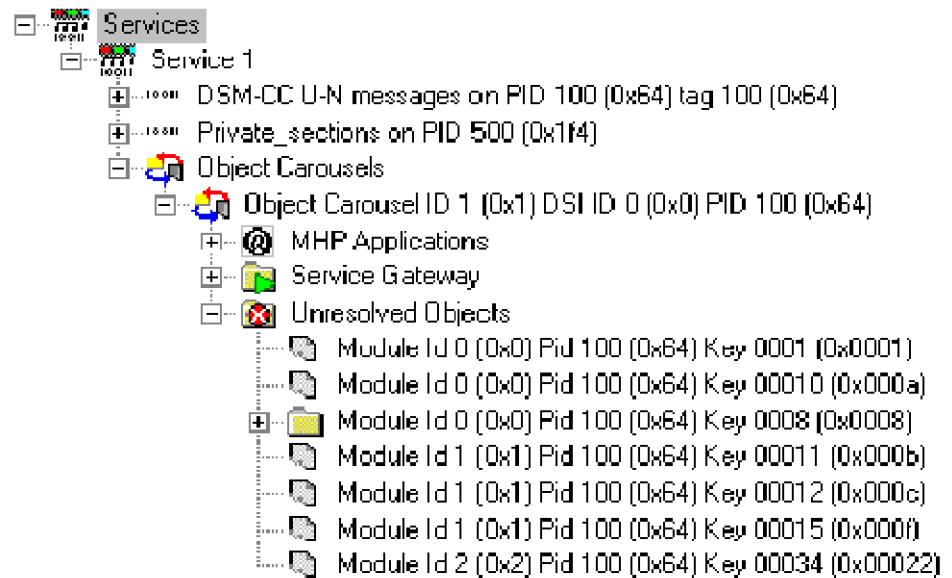 Services
Service 1
DSM-CC U-N messages on PID 100 (0x64) tag 100 (0x64)
Private_sections on PID 500 (0x1f4)
Object Carousels
Object Carousel ID 1 (0x1) DSI ID 0 (0x0) PID 100 (0x64)
MHP Applications
Service Gateway
Unresolved Objects
Module Id 0 (0x0) Pid 100 (0x64) Key 0001 (0x0001)
Module Id 0 (0x0) Pid 100 (0x64) Key 00010 (0x000a)
Module Id 0 (0x0) Pid 100 (0x64) Key 0008 (0x0008)
Module Id 1 (0x1) Pid 100 (0x64) Key 00011 (0x000b)
Module Id 1 (0x1) Pid 100 (0x64) Key 00012 (0x000c)
Module Id 1 (0x1) Pid 100 (0x64) Key 00015 (0x000f)
Module Id 2 (0x2) Pid 100 (0x64) Key 00034 (0x00022)